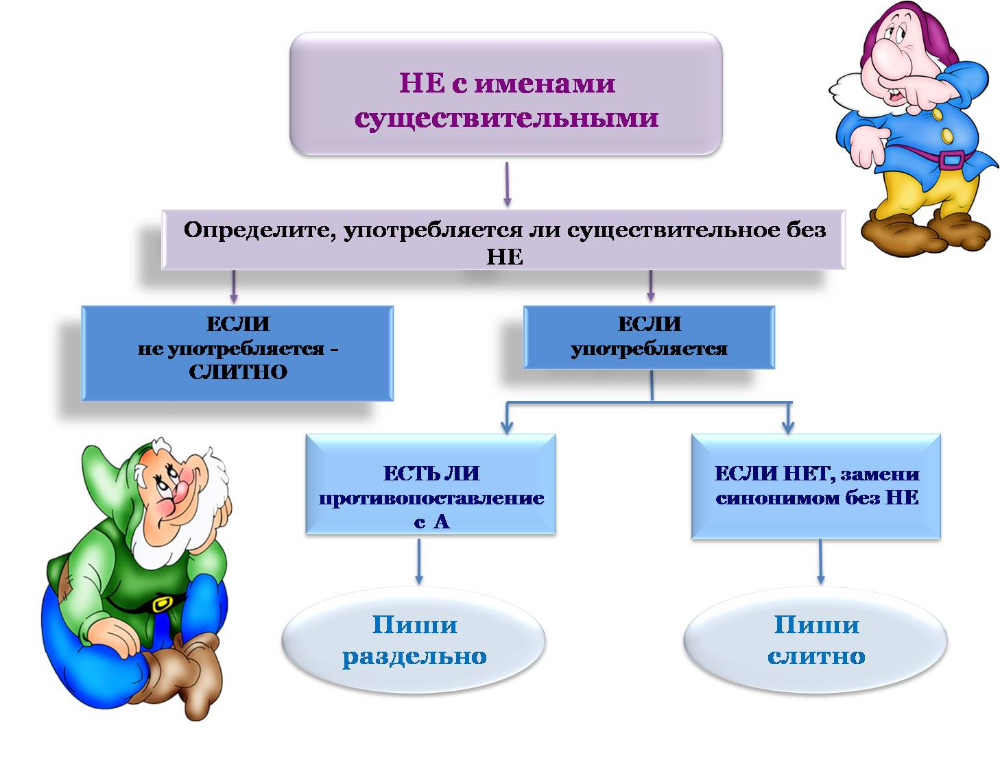 НЕ с именами
существительными
Определите, употребляется ли существительное без
НЕ
ЕСЛИ
не употребляется -
СЛИТНО
ЕСЛИ
употребляется
ЕСТЬ ЛИ
противопоставление
с А
ЕСЛИ НЕТ, замени
синонимом без НЕ
Пиши
раздельно
Пиши
слитно